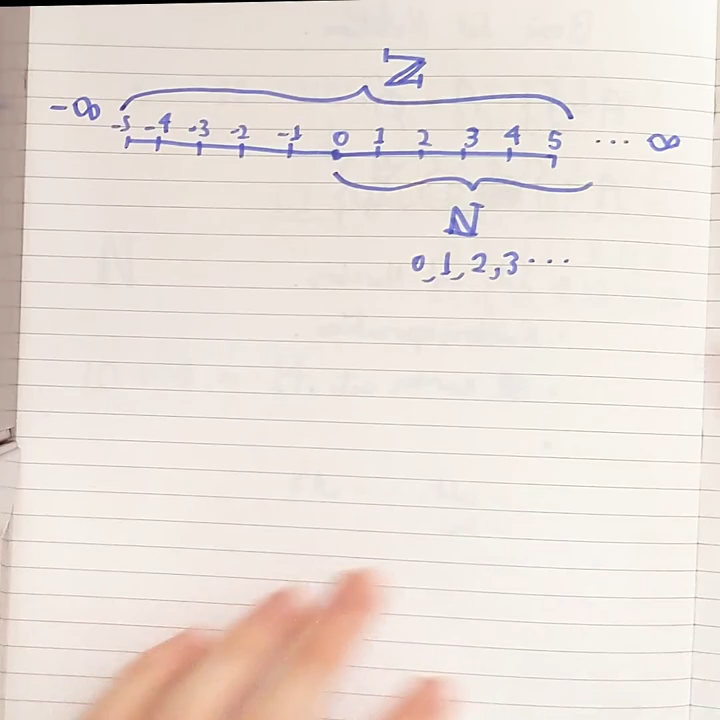 ℤ
-∞ -5 -4 -3 -2 -1 0 1 2 3 4 5 ... ∞
ℕ
0, 1, 2, 3 ...